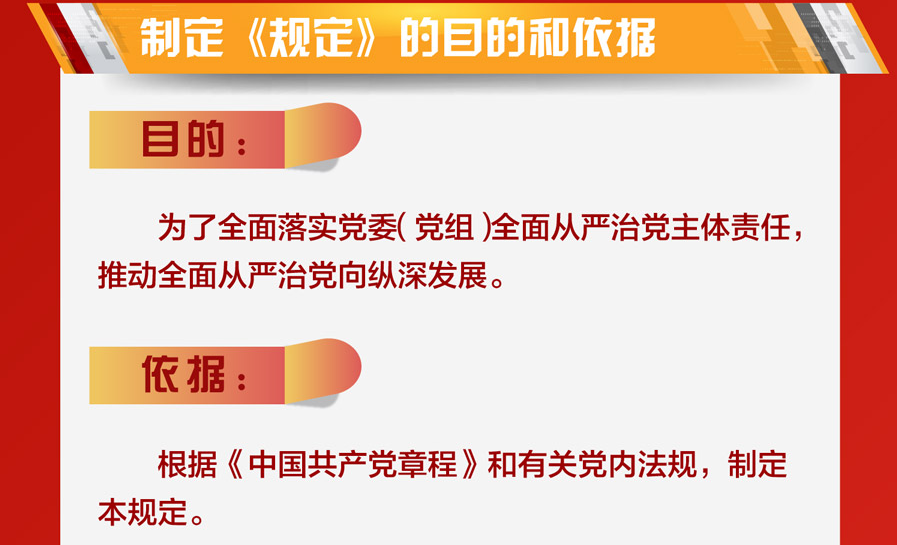 制定《规定》的目的和依据
目的：
为了全面落实党委(党组)全面从严治党主体责任，
推动全面从严治党向纵深发展。
依据：
根据《中国共产党章程》和有关党内法规，制定
本规定。